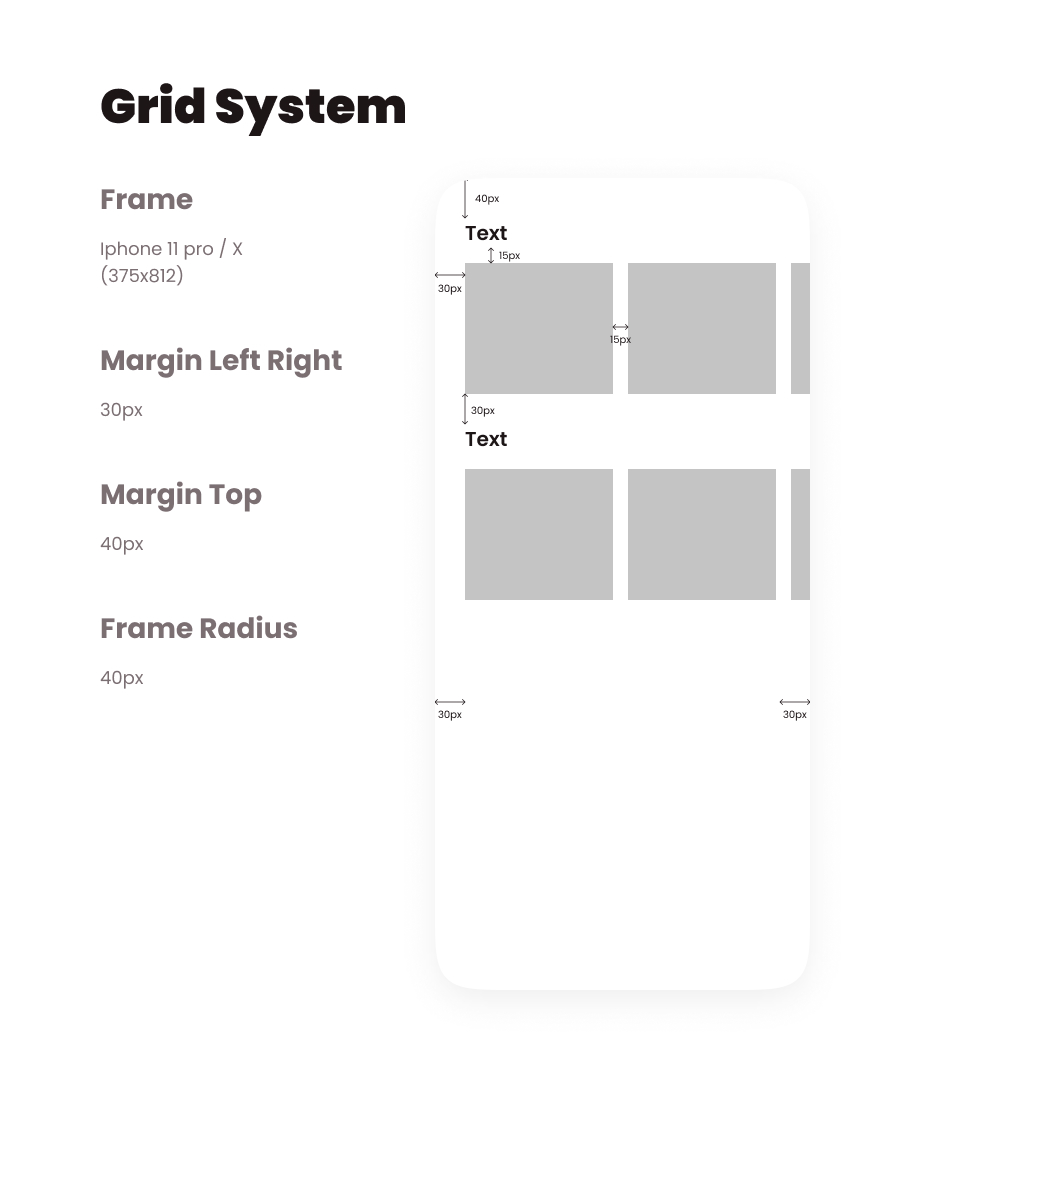 Grid System
Frame
Iphone 11 pro / X
(375x812)
Margin Left Right
30px
Margin Top
40px
Frame Radius
40px
40px
Text
15px
30px
15px
30px
Text
30px
30px